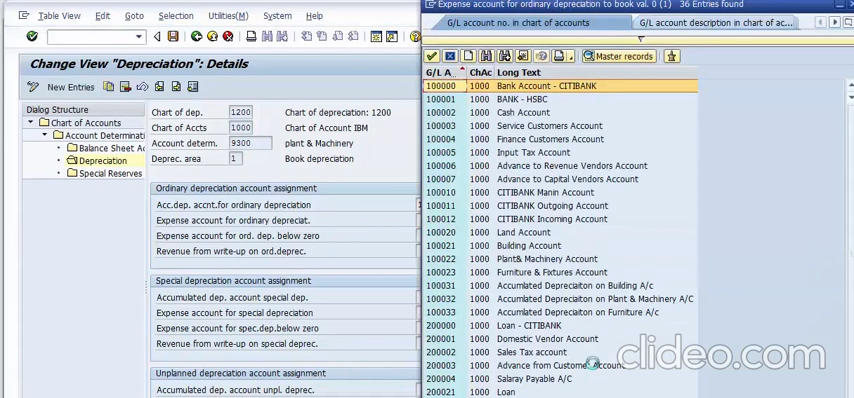 Table View Edit Goto Selection Utilities(M) System Help
Change View "Depreciation": Details
New Entries
Dialog Structure
Chart of Accounts
Account Determinati
Balance Sheet Ac
Depreciation
Special Reserves
Chart of dep. 1200 Chart of depreciation: 1200
Chart of Accts 1000 Chart of Account IBM
Account determ. 9300 plant & Machinery
Deprec. area 1 Book depreciation
Ordinary depreciation account assignment
Acc.dep. accnt.for ordinary depreciation
Expense account for ordinary depreciat.
Expense account for ord. dep. below zero
Revenue from write-up on ord.deprec.
Special depreciation account assignment
Accumulated dep. account special dep.
Expense account for special depreciation
Expense account for spec.dep.below zero
Revenue from write-up on special deprec.
Unplanned depreciation account assignment
Accumulated dep. account unpl. deprec.
Expense account for ordinary depreciation to book val. 0 (1) 36 Entries found
G/L account no. in chart of accounts G/L account description in chart of ac...
Master records
G/L A.. ChAc Long Text
100000 1000 Bank Account - CITIBANK
100001 1000 BANK - HSBC
100002 1000 Cash Account
100003 1000 Service Customers Account
100004 1000 Finance Customers Account
100005 1000 Input Tax Account
100006 1000 Advance to Revenue Vendors Account
100007 1000 Advance to Capital Vendors Account
100010 1000 CITIBANK Manin Account
100011 1000 CITIBANK Outgoing Account
100012 1000 CITIBANK Incoming Account
100020 1000 Land Account
100021 1000 Building Account
100022 1000 Plant& Machinery Account
100023 1000 Furniture & Fixtures Account
100031 1000 Accumlated Depreciaiton on Building A/c
100032 1000 Accumlated Depreciaiton on Plant & Machinery A/c
100033 1000 Accumlated Depreciaiton on Furniture A/c
200000 1000 Loan - CITIBANK
200001 1000 Domestic Vendor Account
200002 1000 Sales Tax account
200003 1000 Advance from Customer Account
200004 1000 Salaray Payable A/C
200021 1000 Loan
clideo.com